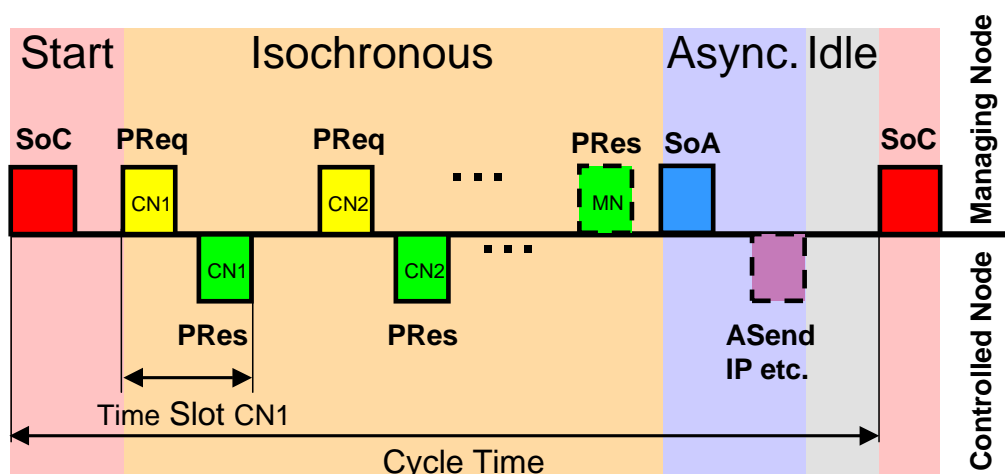 Start Isochronous Async. Idle
SoC PReq PReq PRes SoA SoC
CN1 CN2 ... MN
CN1 CN2 ...
PRes PRes ASend
IP etc.
Time Slot CN1
Cycle Time
Managing Node
Controlled Node